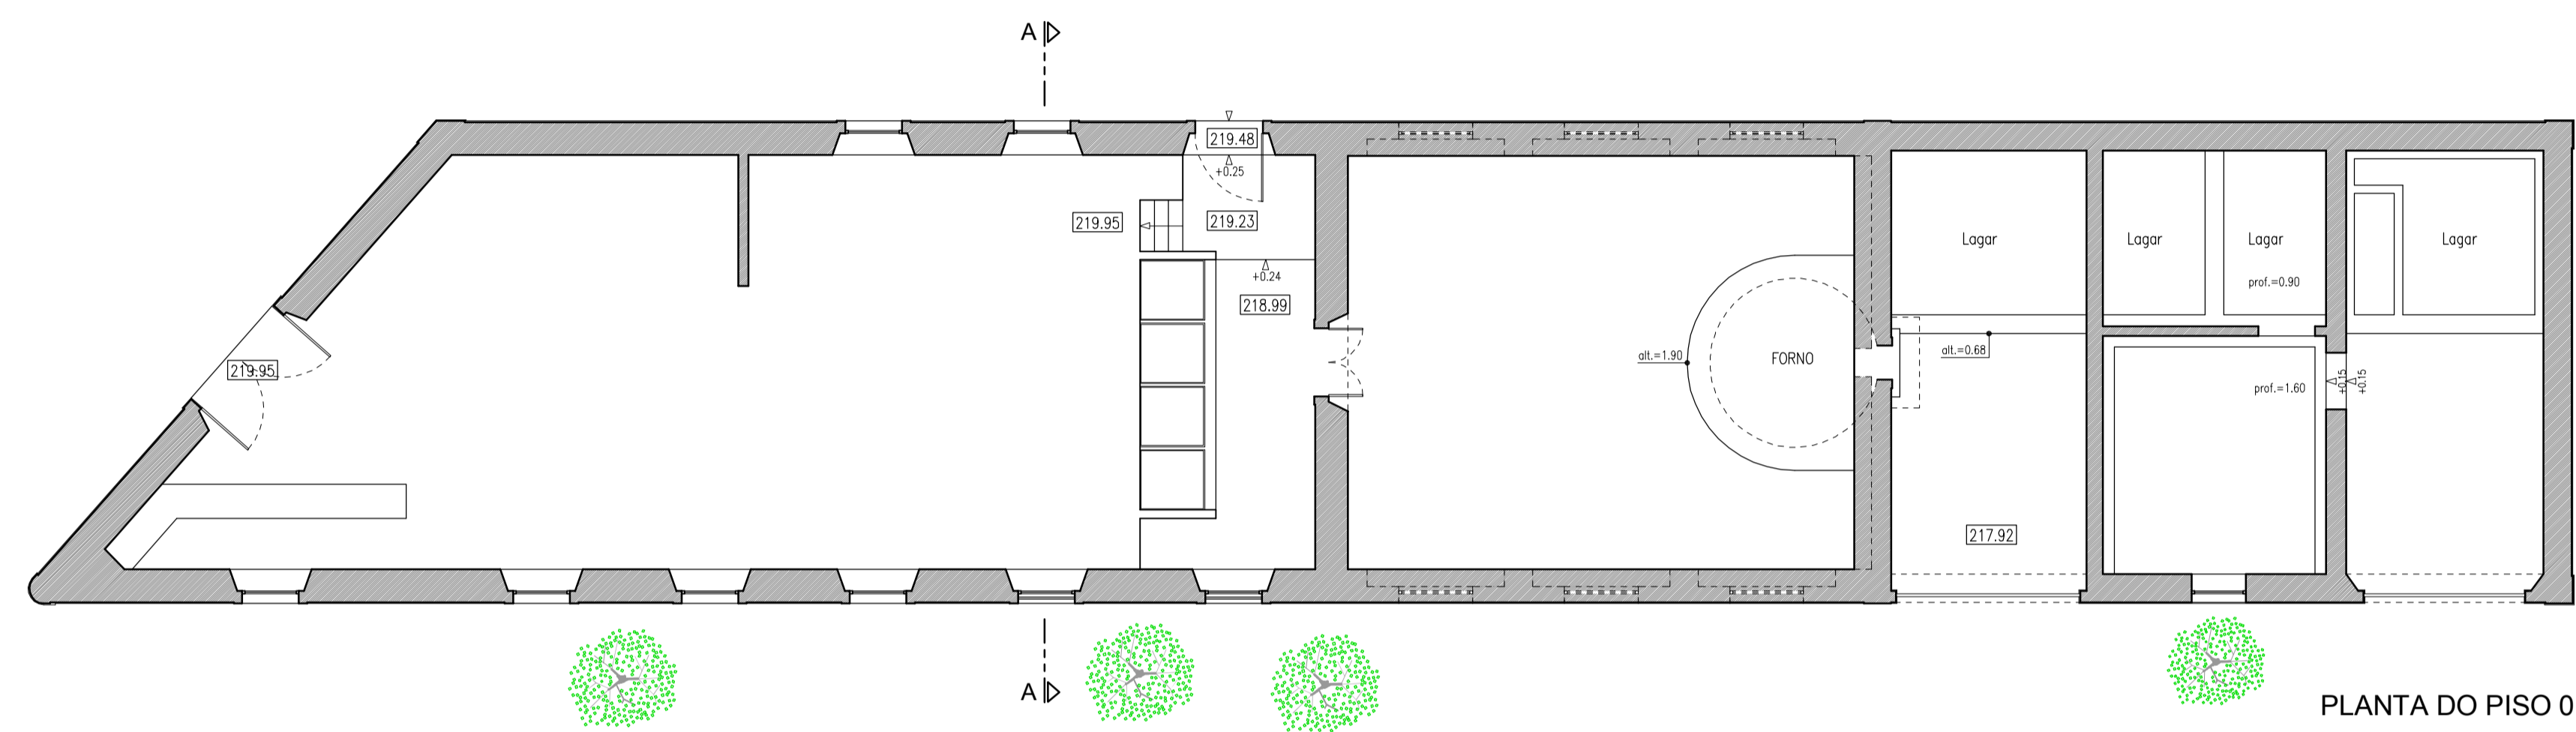 A
219.48
+0.25
219.95
219.23
+0.24
218.99
Lagar
Lagar
Lagar
Lagar
prof.=0.90
alt.=1.90
FORNO
alt.=0.68
219.95
prof.=1.60
+0.15
+0.15
217.92
A
PLANTA DO PISO 0